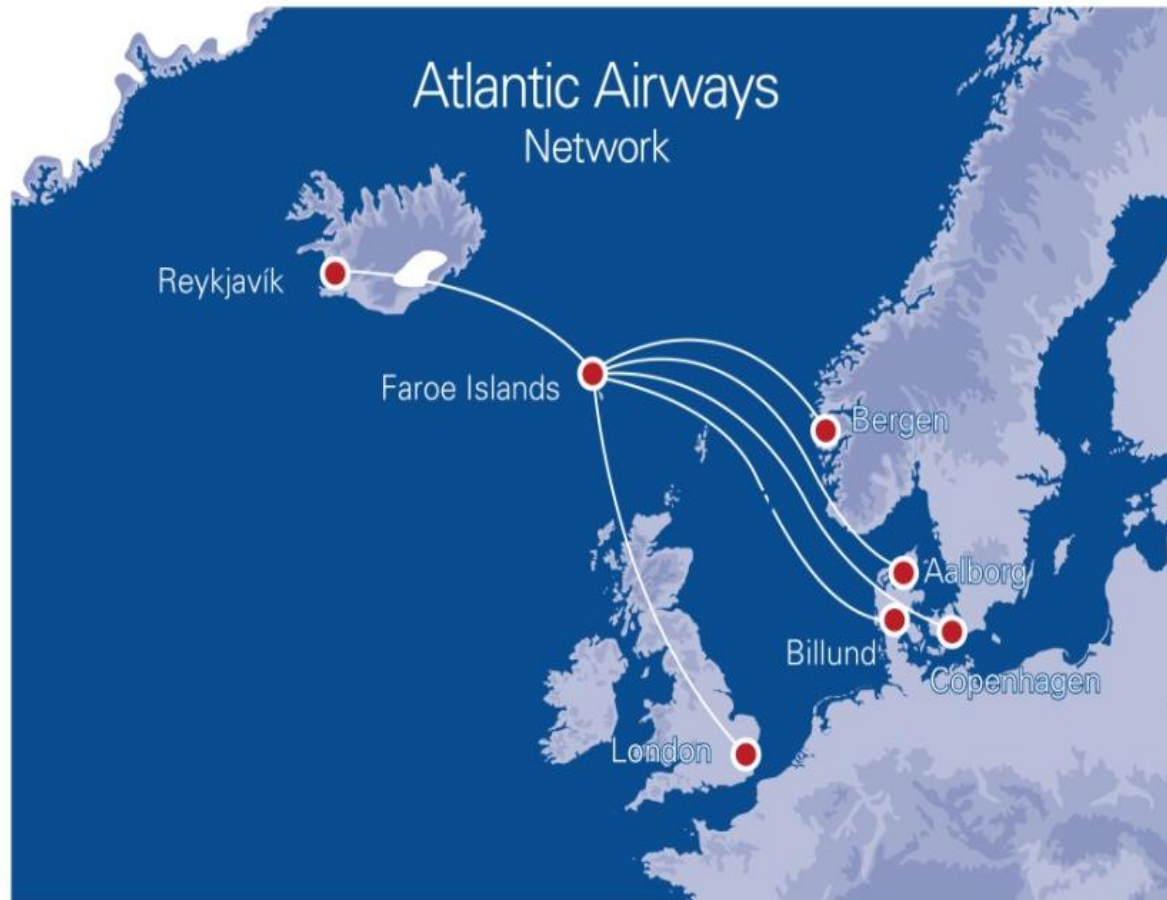 Atlantic Airways
Network
Reykjavík
Faroe Islands
Bergen
Aalborg
Billund
Copenhagen
London